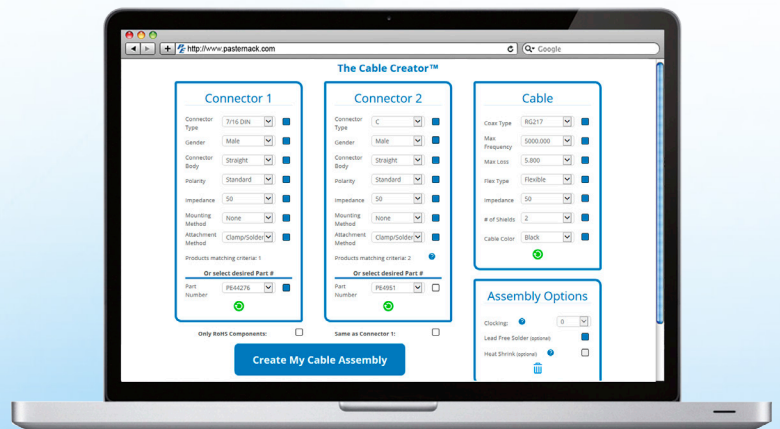 http://www.pasternack.com
Google
The Cable Creator™
Connector 1
Connector Type 7/16 DIN
Gender Male
Connector Body Straight
Polarity Standard
Impedance 50
Mounting Method None
Attachment Method Clamp/Solder
Products matching criteria: 1
Or select desired Part #
Part Number PE44276
Only RoHS Components:
Connector 2
Connector Type C
Gender Male
Connector Body Straight
Polarity Standard
Impedance 50
Mounting Method None
Attachment Method Clamp/Solder
Products matching criteria: 2 ?
Or select desired Part #
Part Number PE4951
Same as Connector 1:
Create My Cable Assembly
Cable
Coax Type RG217
Max Frequency 5000.000
Max Loss 5.800
Flex Type Flexible
Impedance 50
# of Shields 2
Cable Color Black
Assembly Options
Clocking: ? 0
Lead Free Solder (optional)
Heat Shrink (optional) ?